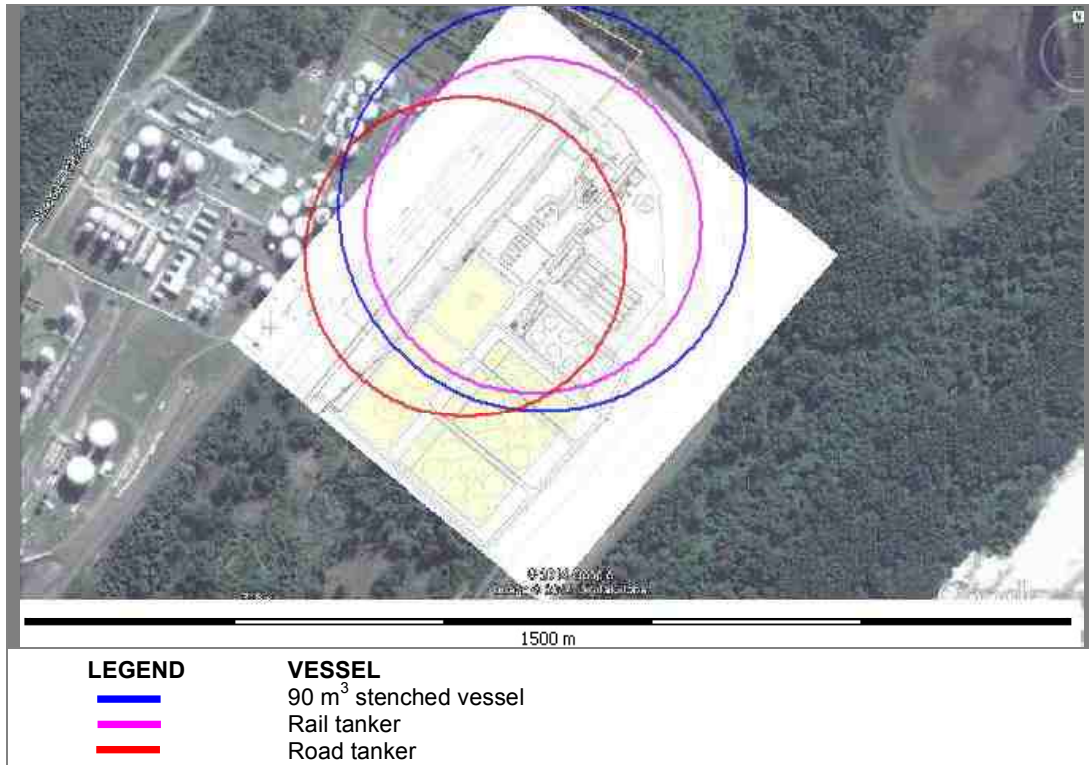 1500 m
LEGEND VESSEL
90 m³ stenched vessel
Rail tanker
Road tanker